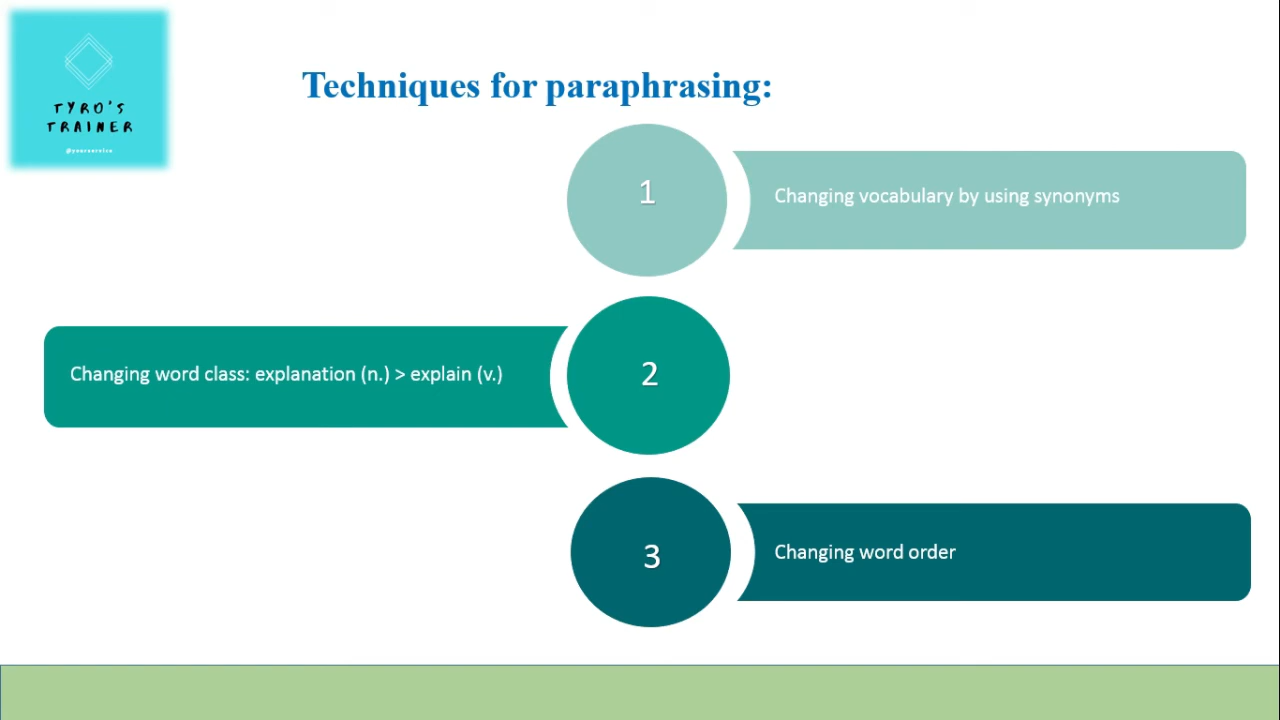 TYRO'S
TRAINER
Techniques for paraphrasing:
1
Changing vocabulary by using synonyms
Changing word class: explanation (n.) > explain (v.)
2
3
Changing word order